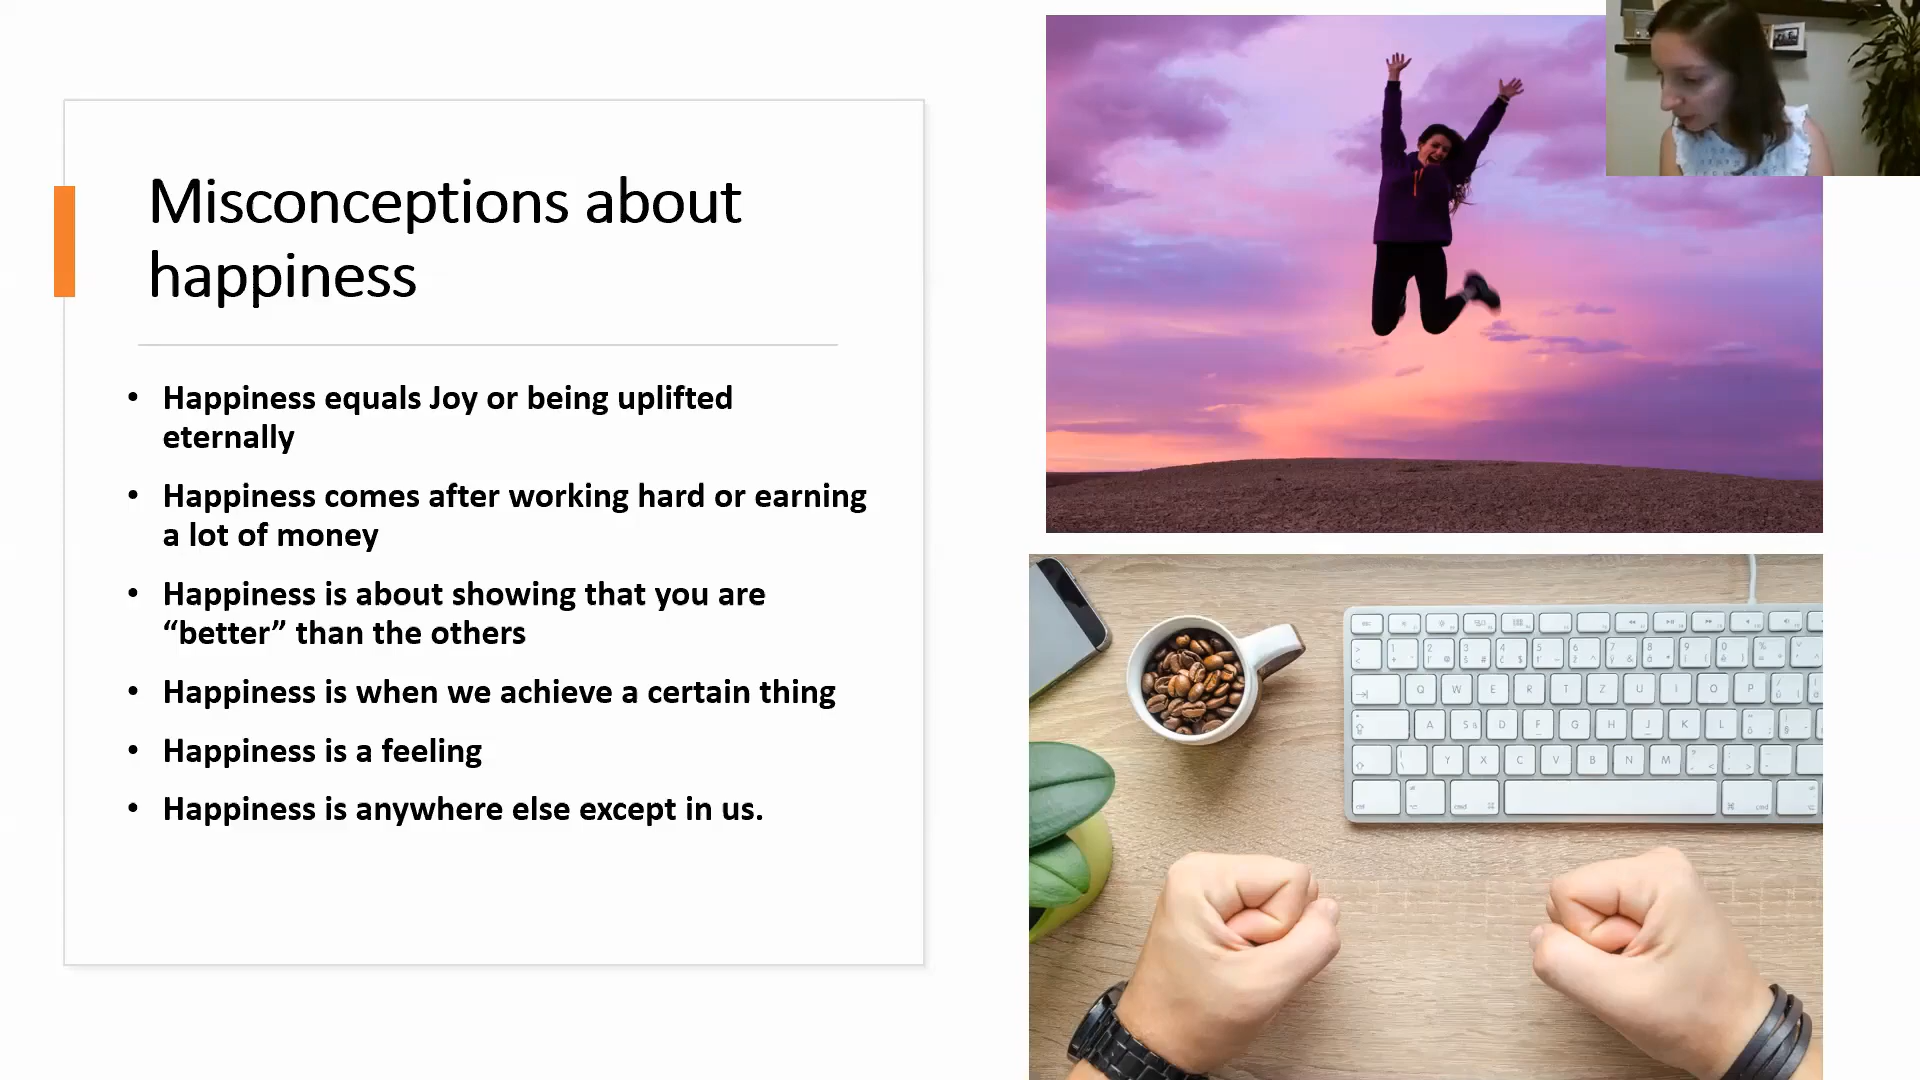 Misconceptions about
happiness
• Happiness equals Joy or being uplifted
eternally
• Happiness comes after working hard or earning
a lot of money
• Happiness is about showing that you are
“better” than the others
• Happiness is when we achieve a certain thing
• Happiness is a feeling
• Happiness is anywhere else except in us.
Q W E R T Z U I O P
A S D F G H J K L
Y X C V B N M
cmd
cmd